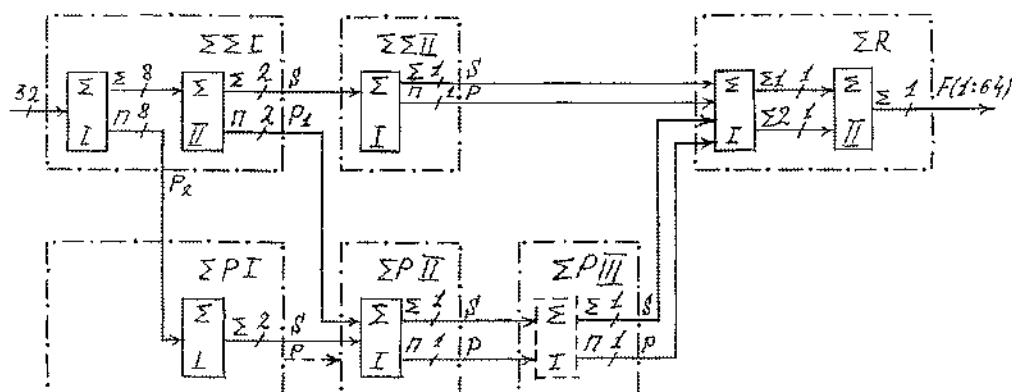 ΣΣI ΣΣII ΣR
32 Σ I Σ 8 П 8 Σ II Σ 2 S П 2 P1 Σ I Σ 1 S П 1 P Σ I Σ1 1 Σ2 1 Σ II Σ 1 F(1:64)
P2
ΣPI ΣPII ΣPIII
Σ I Σ 2 S P Σ I Σ 1 S П 1 P Σ I Σ 1 S П 1 P